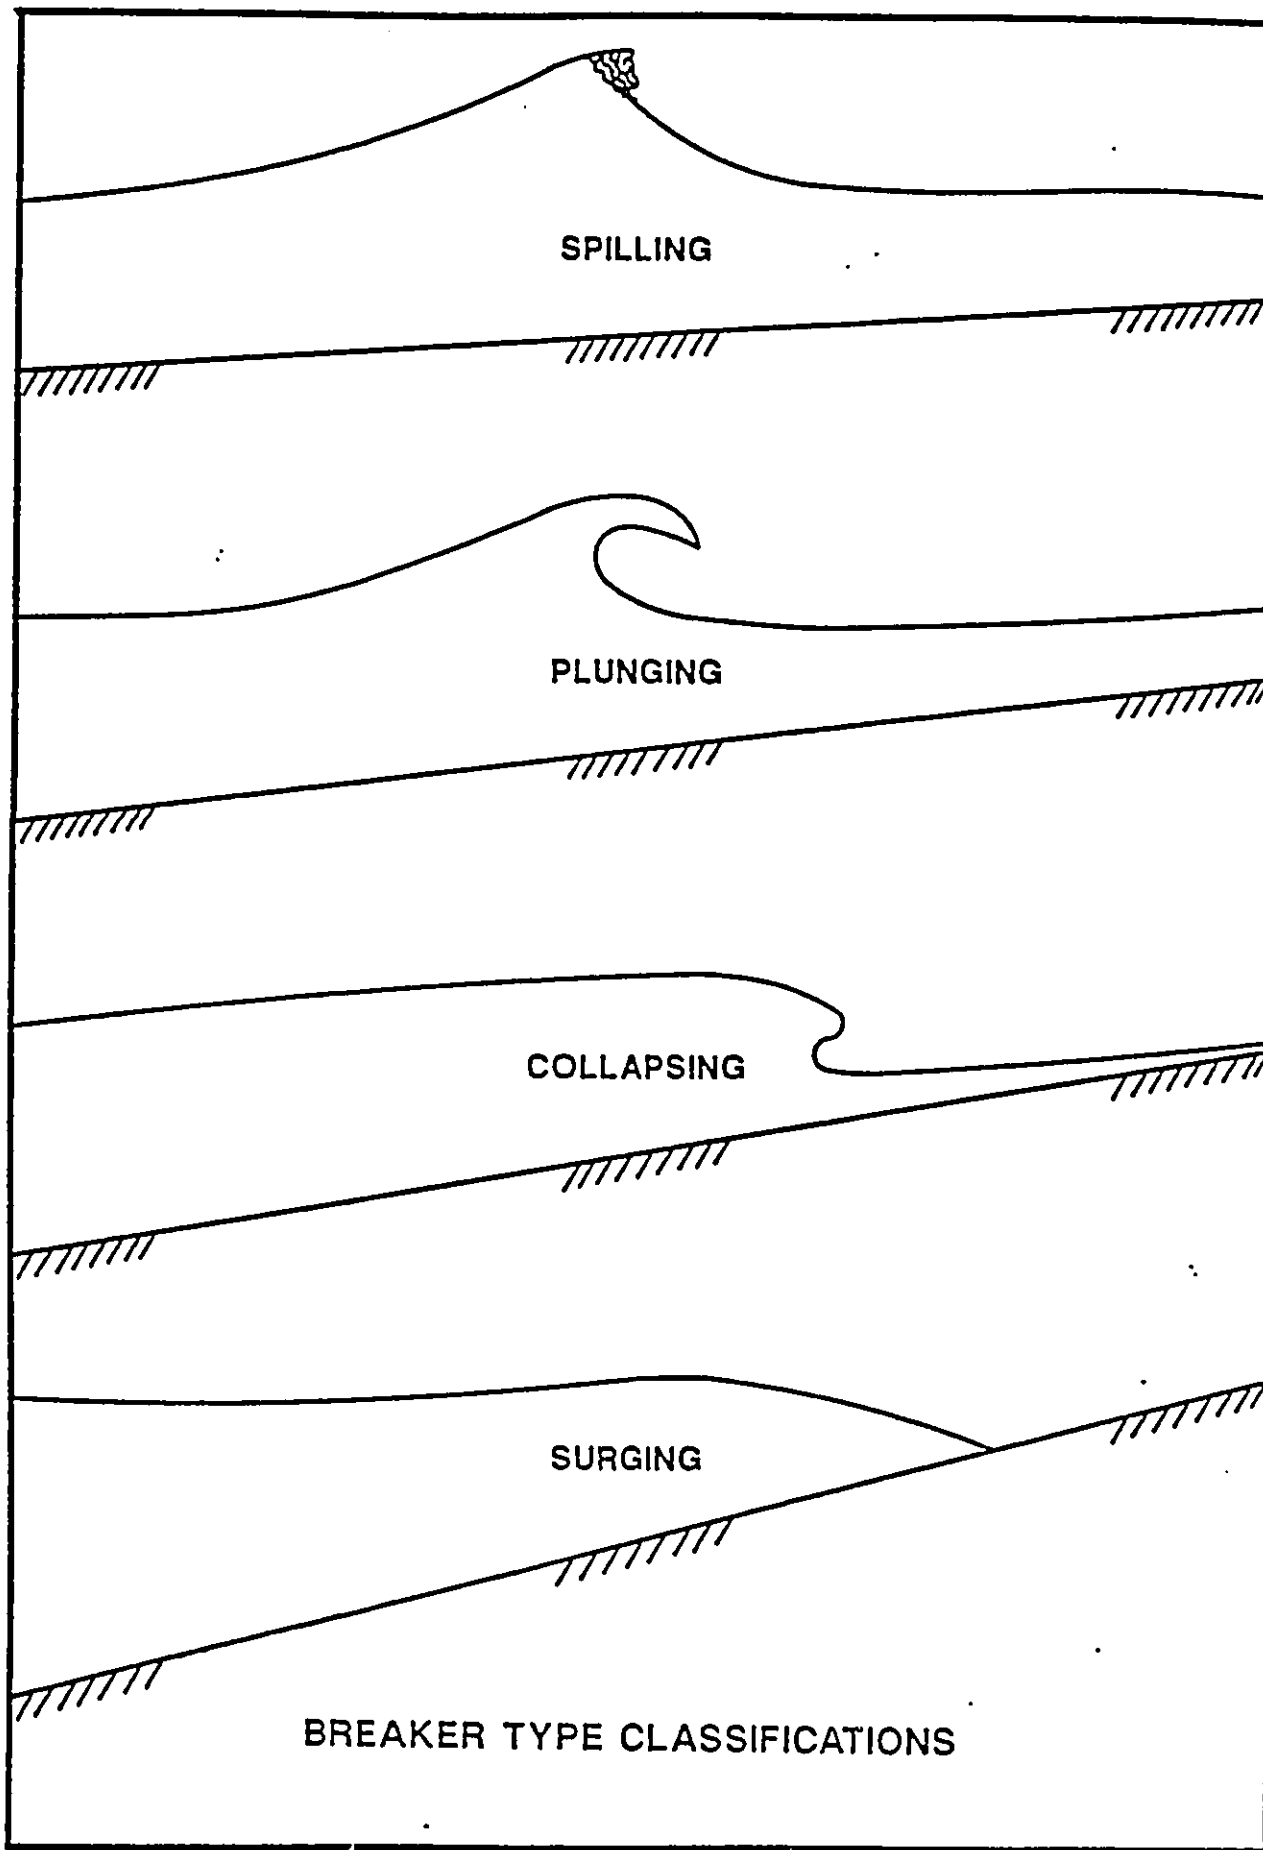 SPILLING
PLUNGING
COLLAPSING
SURGING
BREAKER TYPE CLASSIFICATIONS